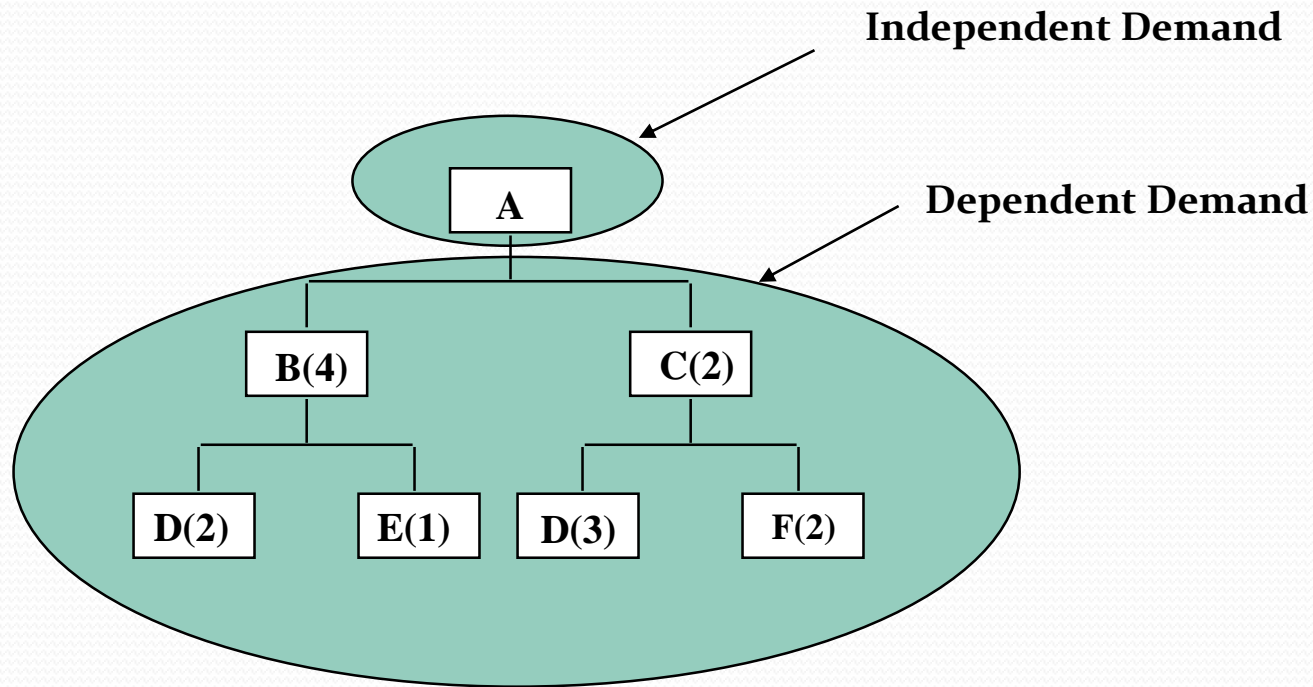 Independent Demand
A
Dependent Demand
B(4)
C(2)
D(2)
E(1)
D(3)
F(2)